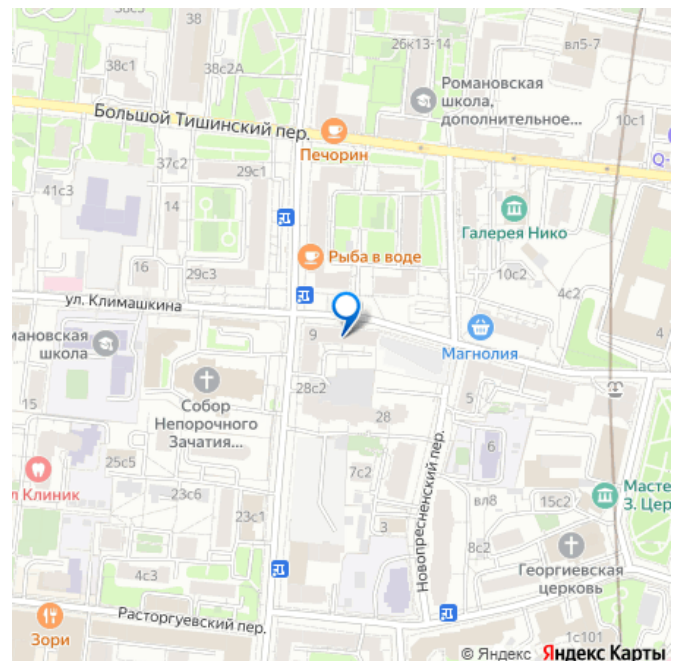 38с1
38с2А
26к13-14
вл5-7
Романовская
школа,
дополнительное...
10с1
Большой Тишинский пер.
Печорин
Q-
37с2
29с1
41с3
14
Галерея Нико
Рыба в воде
16
29с3
10с2
4с2
ул. Климашкина
9
4
мановская
школа
Магнолия
Собор
Непорочного
Зачатия...
28с2
15
28
5
25с5
6
л Клиник
23с6
7с2
Новопресненский пер.
Масте
З. Цер
23с1
вл8
15с2
3
8с2
4с3
Георгиевская
церковь
Расторгуевский пер.
Зори
1с101
© Яндекс Яндекс Карты